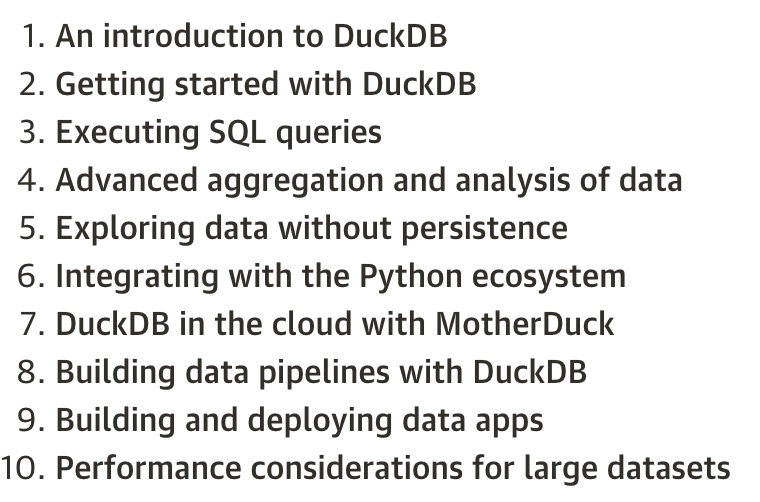 1. An introduction to DuckDB
2. Getting started with DuckDB
3. Executing SQL queries
4. Advanced aggregation and analysis of data
5. Exploring data without persistence
6. Integrating with the Python ecosystem
7. DuckDB in the cloud with MotherDuck
8. Building data pipelines with DuckDB
9. Building and deploying data apps
10. Performance considerations for large datasets